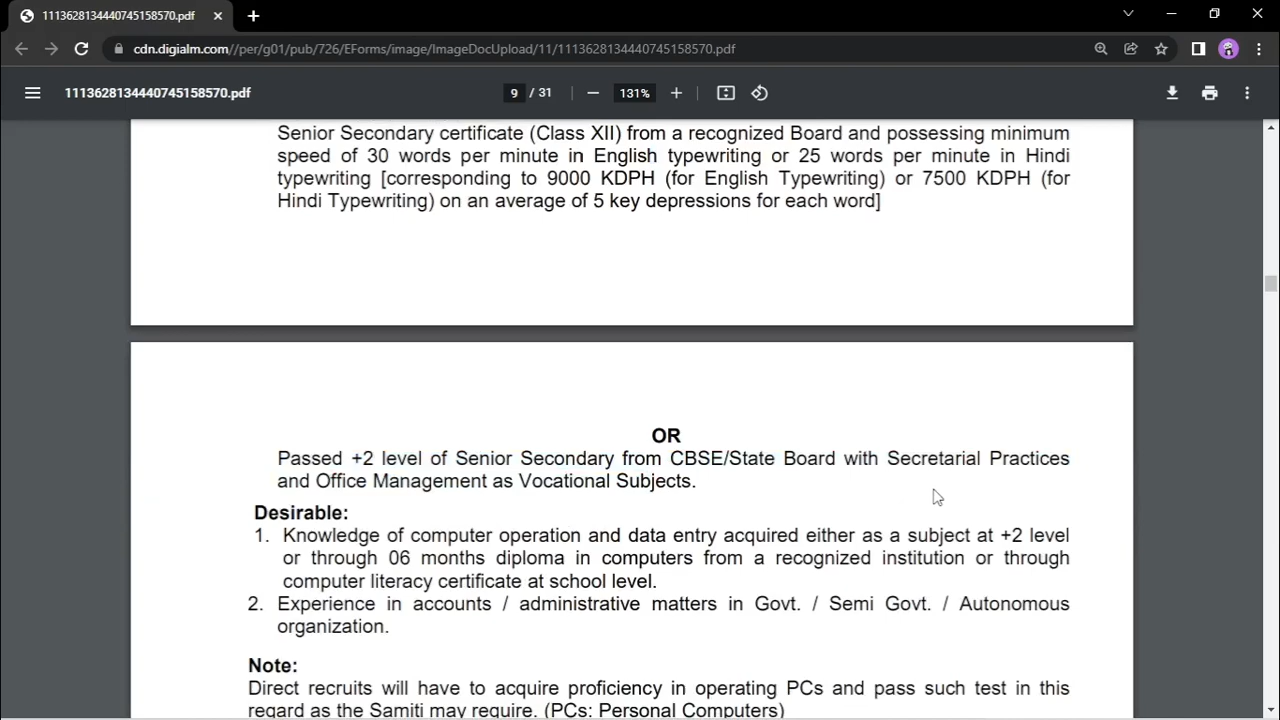 1113628134440745158570.pdf
cdn.digialm.com//per/g01/pub/726/EForms/image/ImageDocUpload/11/1113628134440745158570.pdf
1113628134440745158570.pdf 9 / 31 131%
Senior Secondary certificate (Class XII) from a recognized Board and possessing minimum
speed of 30 words per minute in English typewriting or 25 words per minute in Hindi
typewriting [corresponding to 9000 KDPH (for English Typewriting) or 7500 KDPH (for
Hindi Typewriting) on an average of 5 key depressions for each word]
OR
Passed +2 level of Senior Secondary from CBSE/State Board with Secretarial Practices
and Office Management as Vocational Subjects.
Desirable:
1. Knowledge of computer operation and data entry acquired either as a subject at +2 level
or through 06 months diploma in computers from a recognized institution or through
computer literacy certificate at school level.
2. Experience in accounts / administrative matters in Govt. / Semi Govt. / Autonomous
organization.
Note:
Direct recruits will have to acquire proficiency in operating PCs and pass such test in this
regard as the Samiti may require. (PCs: Personal Computers)